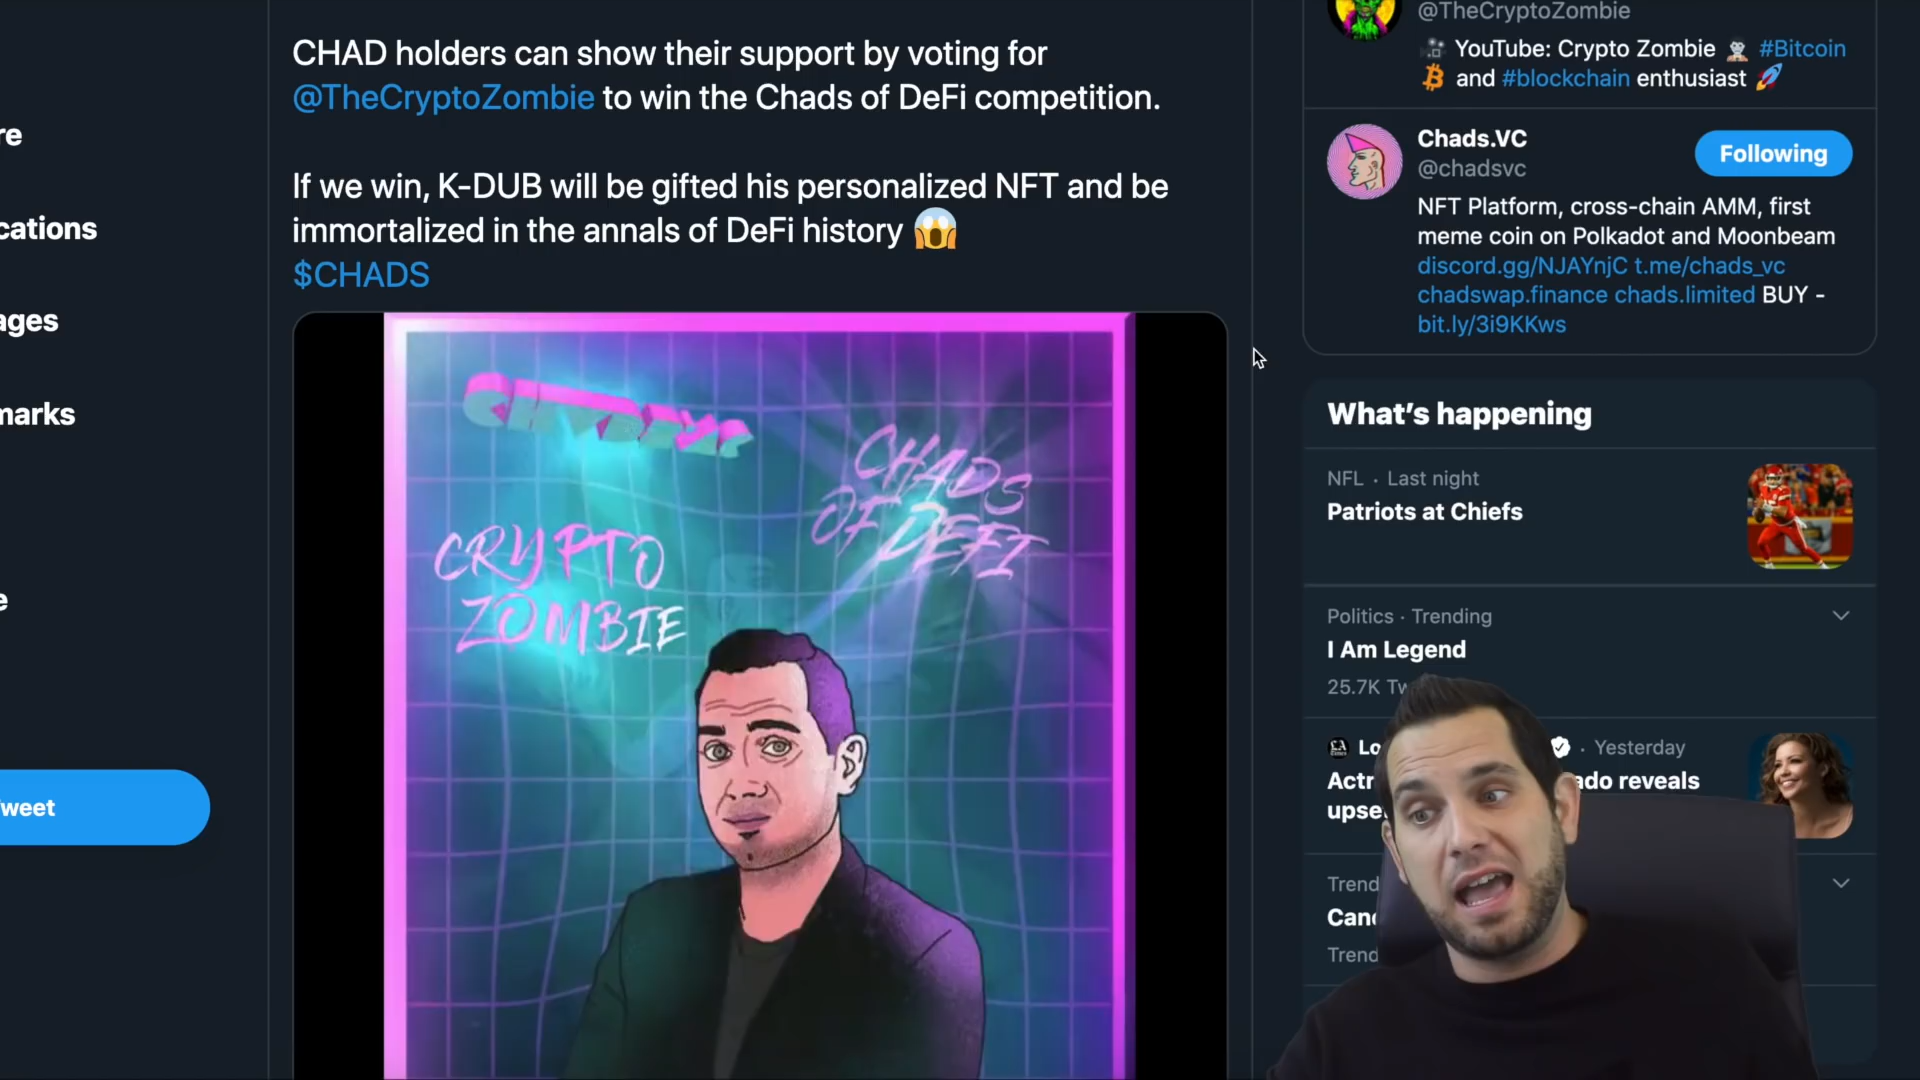 CHAD holders can show their support by voting for
@TheCryptoZombie to win the Chads of DeFi competition.
If we win, K-DUB will be gifted his personalized NFT and be
immortalized in the annals of DeFi history 😱
$CHADS
CRYPTO
ZOMBIE
CHADS
OF DEFI
re
cations
ages
marks
e
weet
@TheCryptoZombie
YouTube: Crypto Zombie #Bitcoin
and #blockchain enthusiast 🚀
Chads.VC
@chadsvc
Following
NFT Platform, cross-chain AMM, first
meme coin on Polkadot and Moonbeam
discord.gg/NJAYnjC t.me/chads_vc
chadswap.finance chads.limited BUY -
bit.ly/3i9KKws
What's happening
NFL · Last night
Patriots at Chiefs
Politics · Trending
I Am Legend
25.7K Tw
Lo · Yesterday
Actr ado reveals
upse
Trend
Canc
Trend